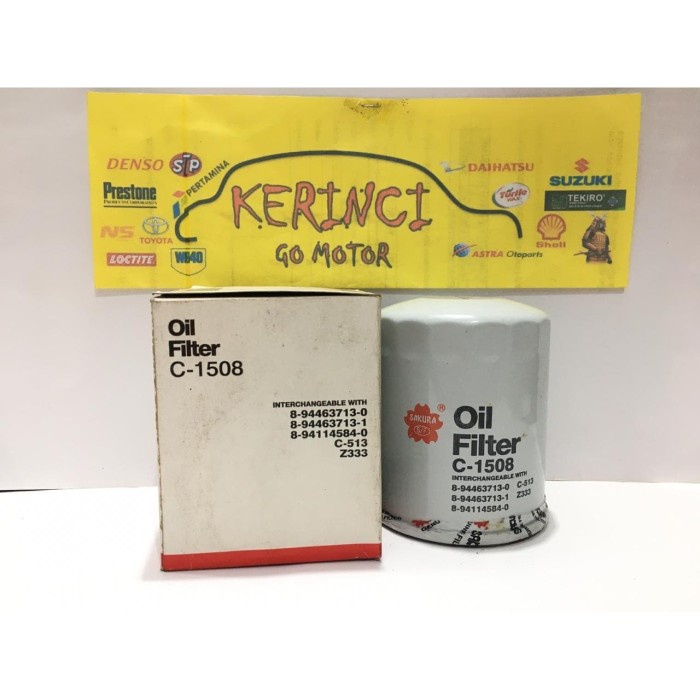 DENSO
STP
PERTAMINA
Prestone
NS
TOYOTA
LOCTITE
WD40
KERINCI
GO MOTOR
DAIHATSU
SUZUKI
Turtle
WAX
TEKIRO
Shell
ASTRA Otoparts
Oil
Filter
C-1508
INTERCHANGEABLE WITH
8-94463713-0
8-94463713-1
8-94114584-0
C-513
Z333
SAKURA
®
Oil
Filter
C-1508
INTERCHANGEABLE WITH
8-94463713-0 C-513
8-94463713-1 Z333
8-94114584-0